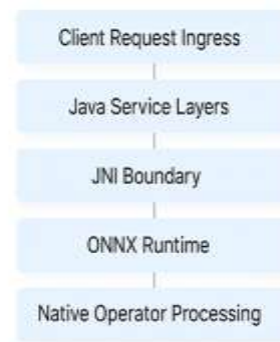 Client Request Ingress
Java Service Layers
JNI Boundary
ONNX Runtime
Native Operator Processing